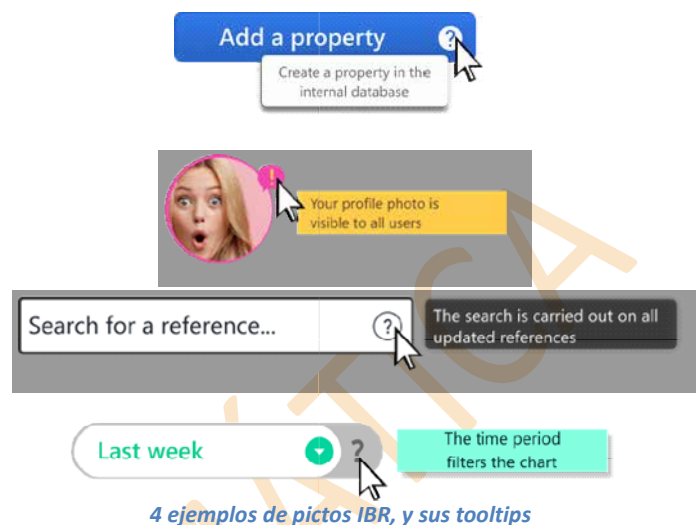 Add a property ?
Create a property in the
internal database
!
Your profile photo is
visible to all users
Search for a reference... ?
The search is carried out on all
updated references
Last week ?
The time period
filters the chart
ÁTICA
4 ejemplos de pictos IBR, y sus tooltips